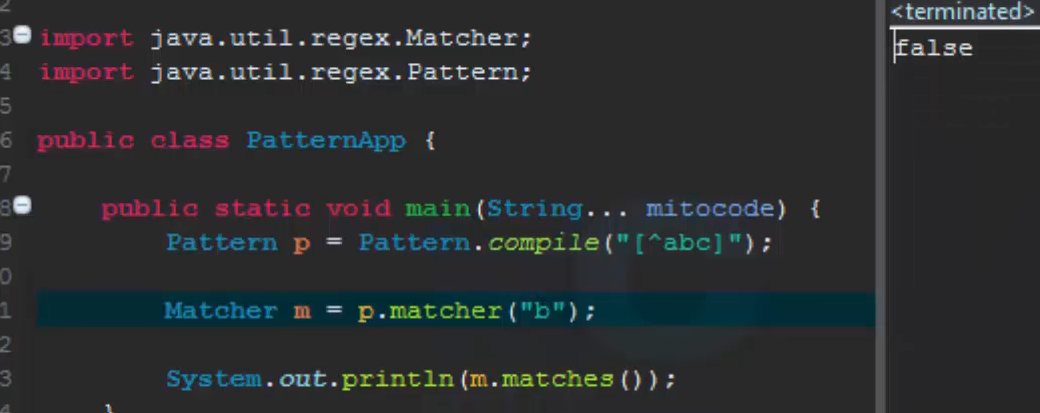 <terminated>
false
2
3 import java.util.regex.Matcher;
4 import java.util.regex.Pattern;
5
6 public class PatternApp {
7
8 public static void main(String... mitocode) {
9 Pattern p = Pattern.compile("[^abc]");
0
1 Matcher m = p.matcher("b");
2
3 System.out.println(m.matches());
4 }